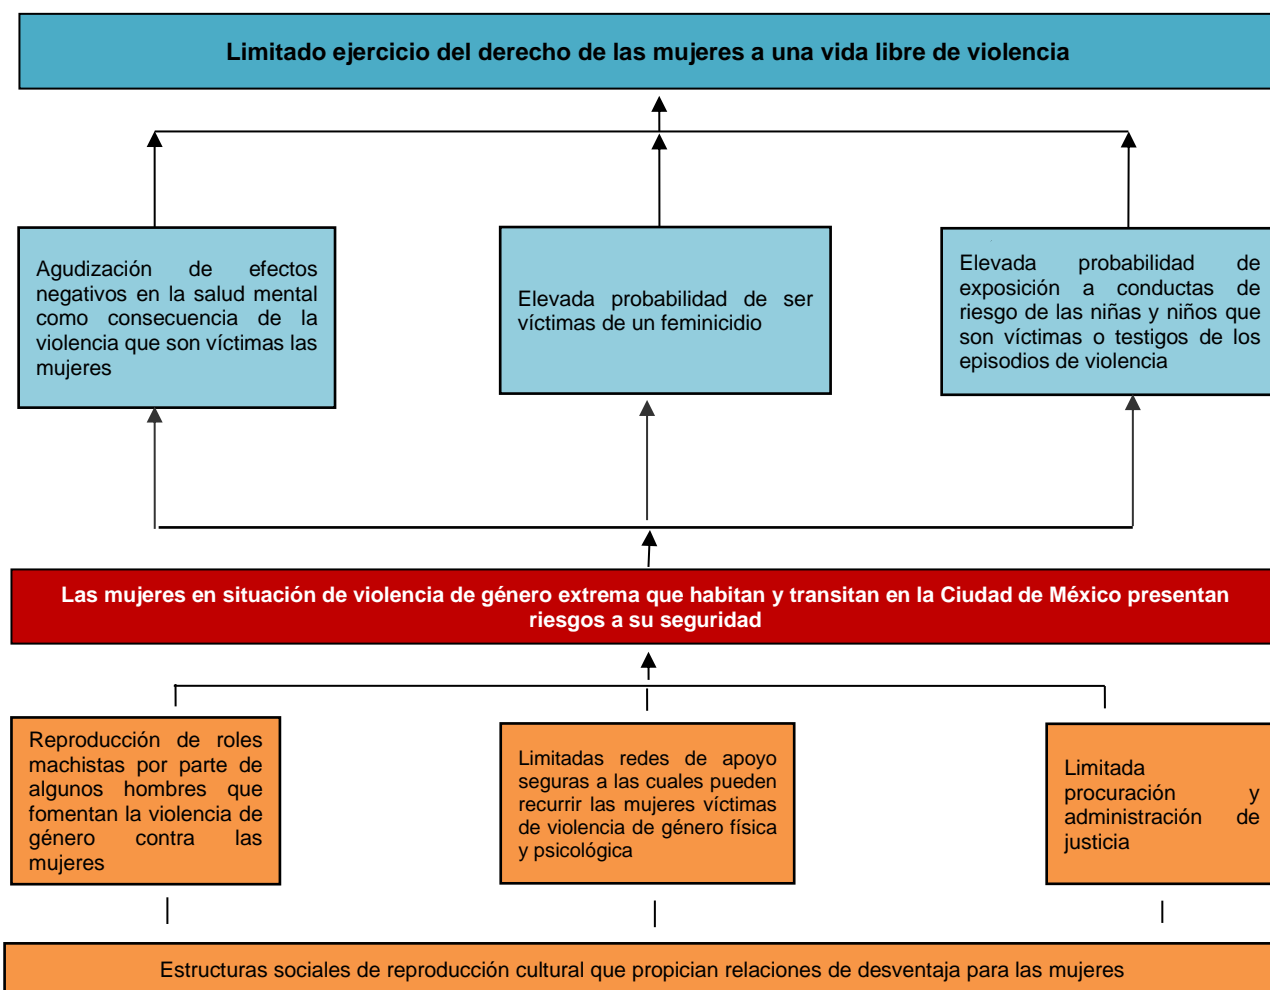 Limitado ejercicio del derecho de las mujeres a una vida libre de violencia
Agudización de efectos
negativos en la salud mental
como consecuencia de la
violencia que son víctimas las
mujeres
Elevada probabilidad de ser
víctimas de un feminicidio
Elevada probabilidad de
exposición a conductas de
riesgo de las niñas y niños que
son víctimas o testigos de los
episodios de violencia
Las mujeres en situación de violencia de género extrema que habitan y transitan en la Ciudad de México presentan
riesgos a su seguridad
Reproducción de roles
machistas por parte de
algunos hombres que
fomentan la violencia de
género contra las
mujeres
Limitadas redes de apoyo
seguras a las cuales pueden
recurrir las mujeres víctimas
de violencia de género física
y psicológica
Limitada
procuración y
administración de
justicia
Estructuras sociales de reproducción cultural que propician relaciones de desventaja para las mujeres